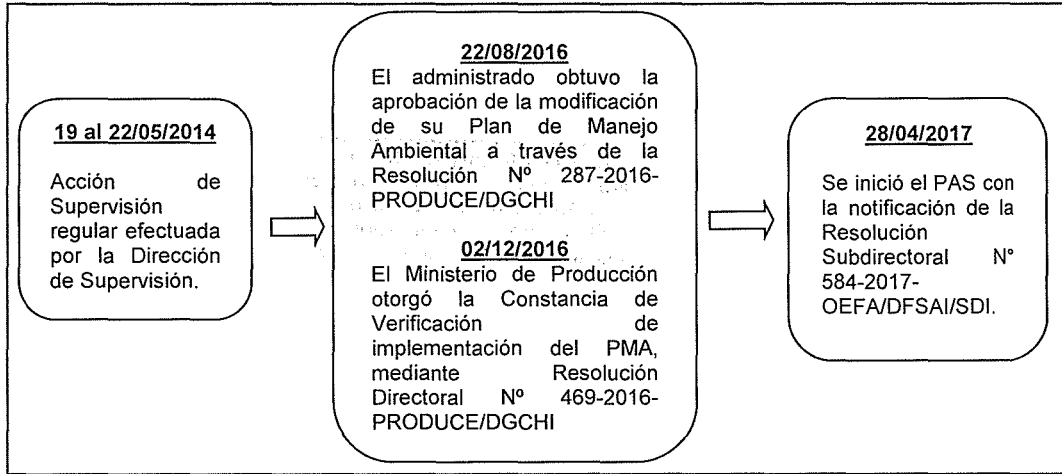 19 al 22/05/2014
Acción de
Supervisión
regular efectuada
por la Dirección
de Supervisión.
22/08/2016
El administrado obtuvo la
aprobación de la modificación
de su Plan de Manejo
Ambiental a través de la
Resolución Nº 287-2016-
PRODUCE/DGCHI
02/12/2016
El Ministerio de Producción
otorgó la Constancia de
Verificación de
implementación del PMA,
mediante Resolución
Directoral Nº 469-2016-
PRODUCE/DGCHI
28/04/2017
Se inició el PAS con
la notificación de la
Resolución
Subdirectoral N°
584-2017-
OEFA/DFSAI/SDI.